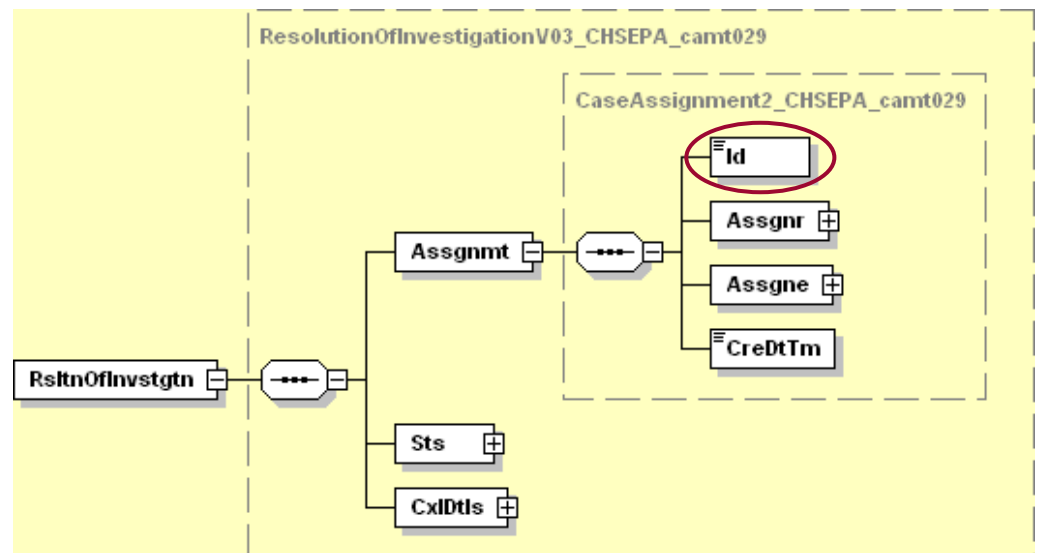 ResolutionOfInvestigationV03_CHSEPA_camt029
CaseAssignment2_CHSEPA_camt029
Id
Assgnr
Assgnmt
Assgne
CreDtTm
RsltnOfInvstgtn
Sts
CxlDtls